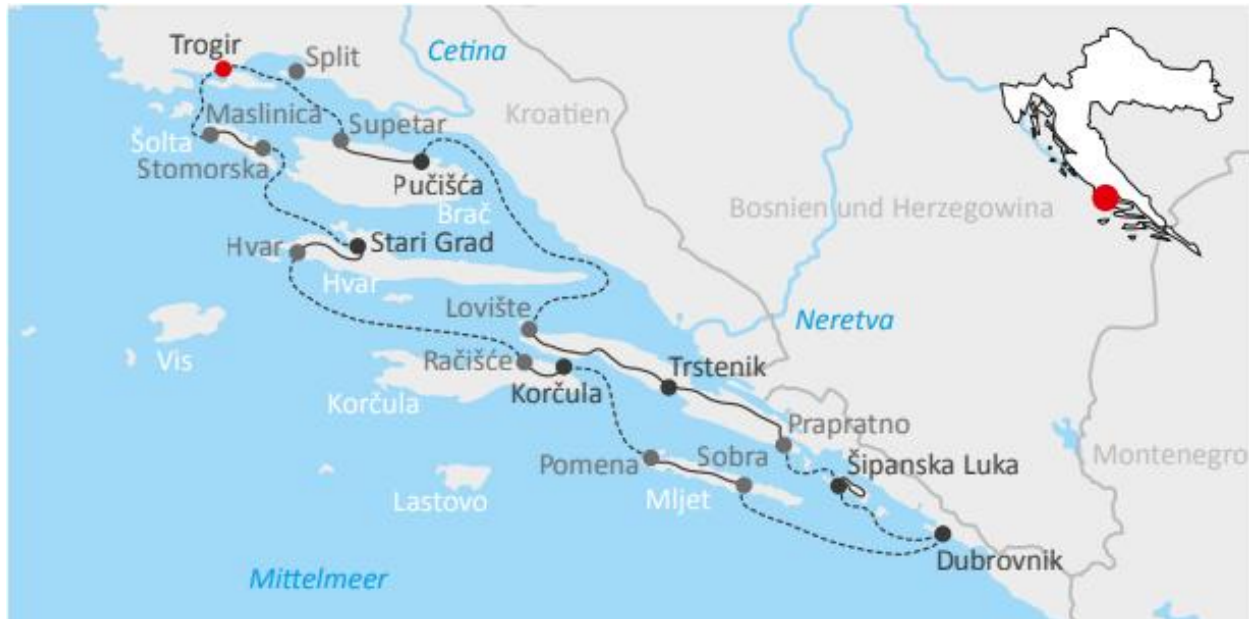 Trogir
Split
Cetina
Kroatien
Maslinica
Supetar
Šolta
Stomorska
Pučišća
Brač
Bosnien und Herzegowina
Hvar
Stari Grad
Hvar
Lovište
Neretva
Vis
Račišće
Trstenik
Korčula
Korčula
Prapratno
Pomena
Sobra
Šipanska Luka
Montenegro
Lastovo
Mljet
Dubrovnik
Mittelmeer